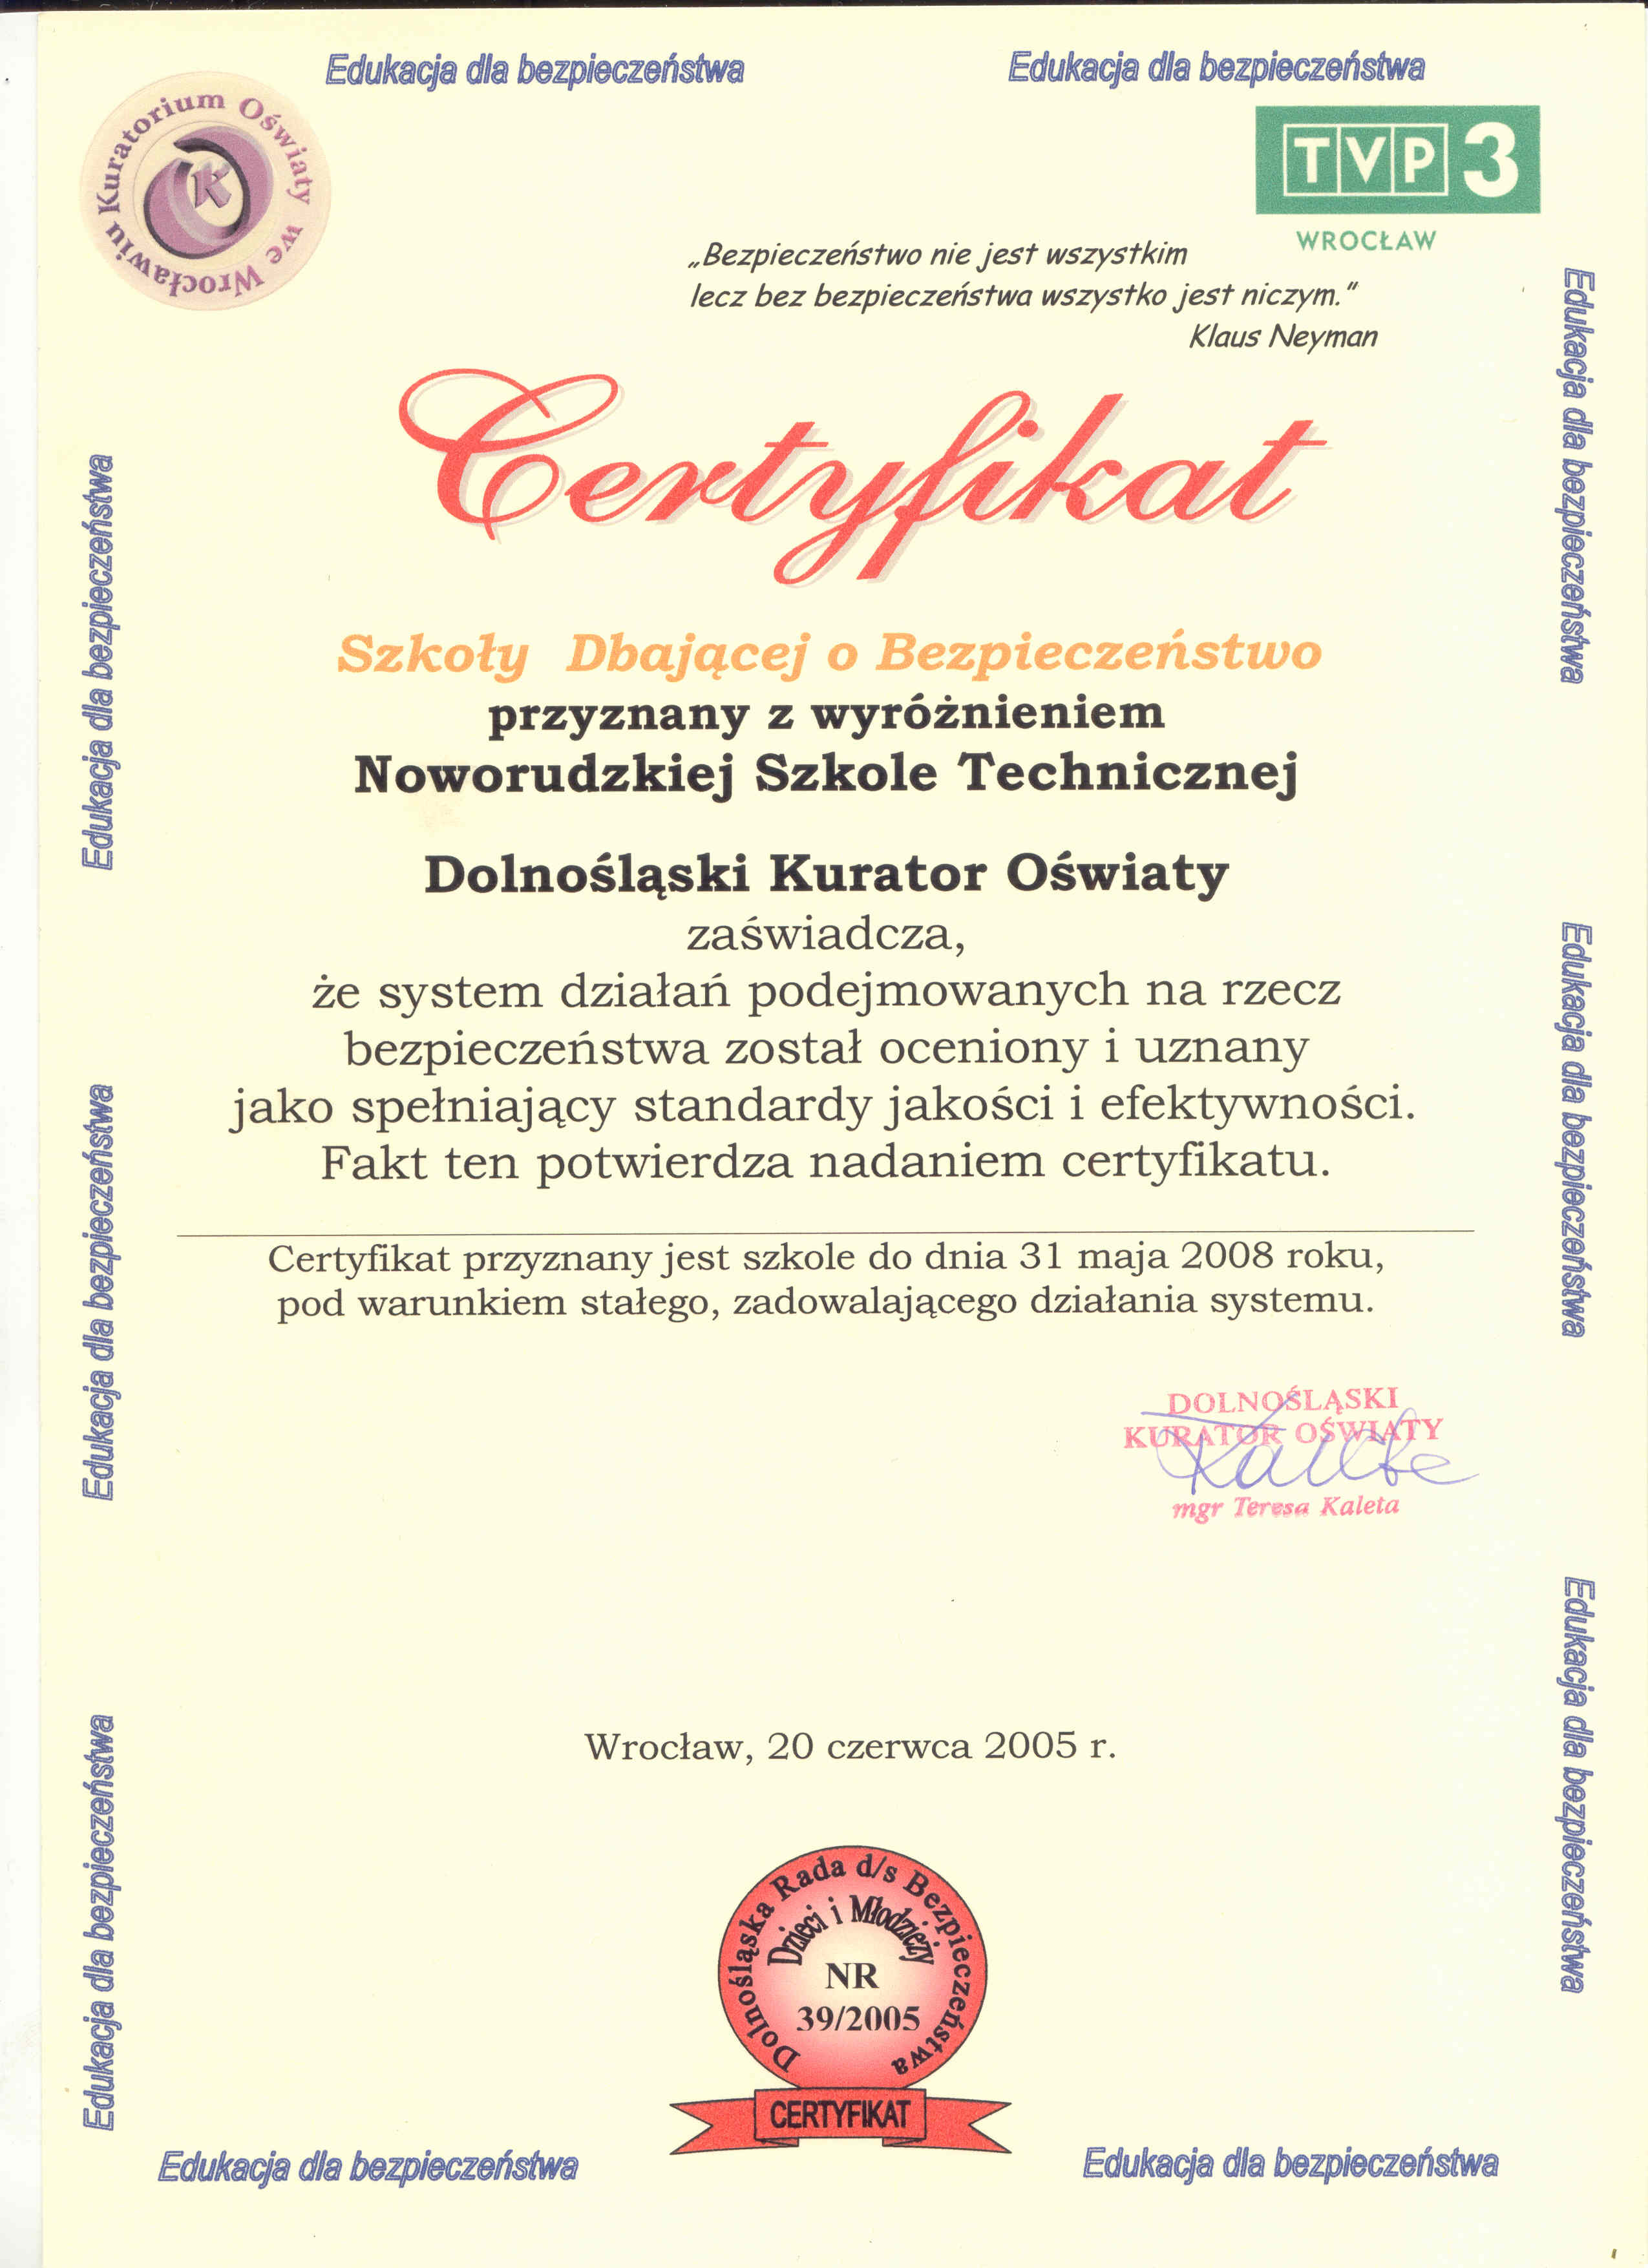 Edukacja dla bezpieczeństwa
Edukacja dla bezpieczeństwa
Kuratorium Oświaty we Wrocławiu
K
TVP 3
WROCŁAW
„Bezpieczeństwo nie jest wszystkim
lecz bez bezpieczeństwa wszystko jest niczym."
Klaus Neyman
Certyfikat
Szkoły Dbającej o Bezpieczeństwo
przyznany z wyróżnieniem
Noworudzkiej Szkole Technicznej
Dolnośląski Kurator Oświaty
zaświadcza,
że system działań podejmowanych na rzecz
bezpieczeństwa został oceniony i uznany
jako spełniający standardy jakości i efektywności.
Fakt ten potwierdza nadaniem certyfikatu.
Certyfikat przyznany jest szkole do dnia 31 maja 2008 roku,
pod warunkiem stałego, zadowalającego działania systemu.
DOLNOŚLĄSKI
KURATOR OŚWIATY
Kaleta
mgr Teresa Kaleta
Wrocław, 20 czerwca 2005 r.
Dolnośląska Rada d/s Bezpieczeństwa
Dzieci i Młodzieży
NR
39/2005
CERTYFIKAT
Edukacja dla bezpieczeństwa
Edukacja dla bezpieczeństwa
Edukacja dla bezpieczeństwa
Edukacja dla bezpieczeństwa
Edukacja dla bezpieczeństwa
Edukacja dla bezpieczeństwa
Edukacja dla bezpieczeństwa
Edukacja dla bezpieczeństwa